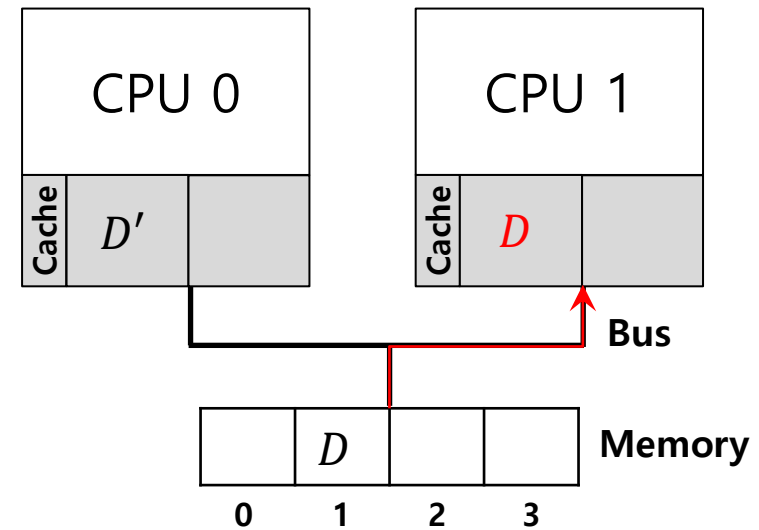 CPU 0
CPU 1
Cache
D′
Cache
D
Bus
D
Memory
0 1 2 3